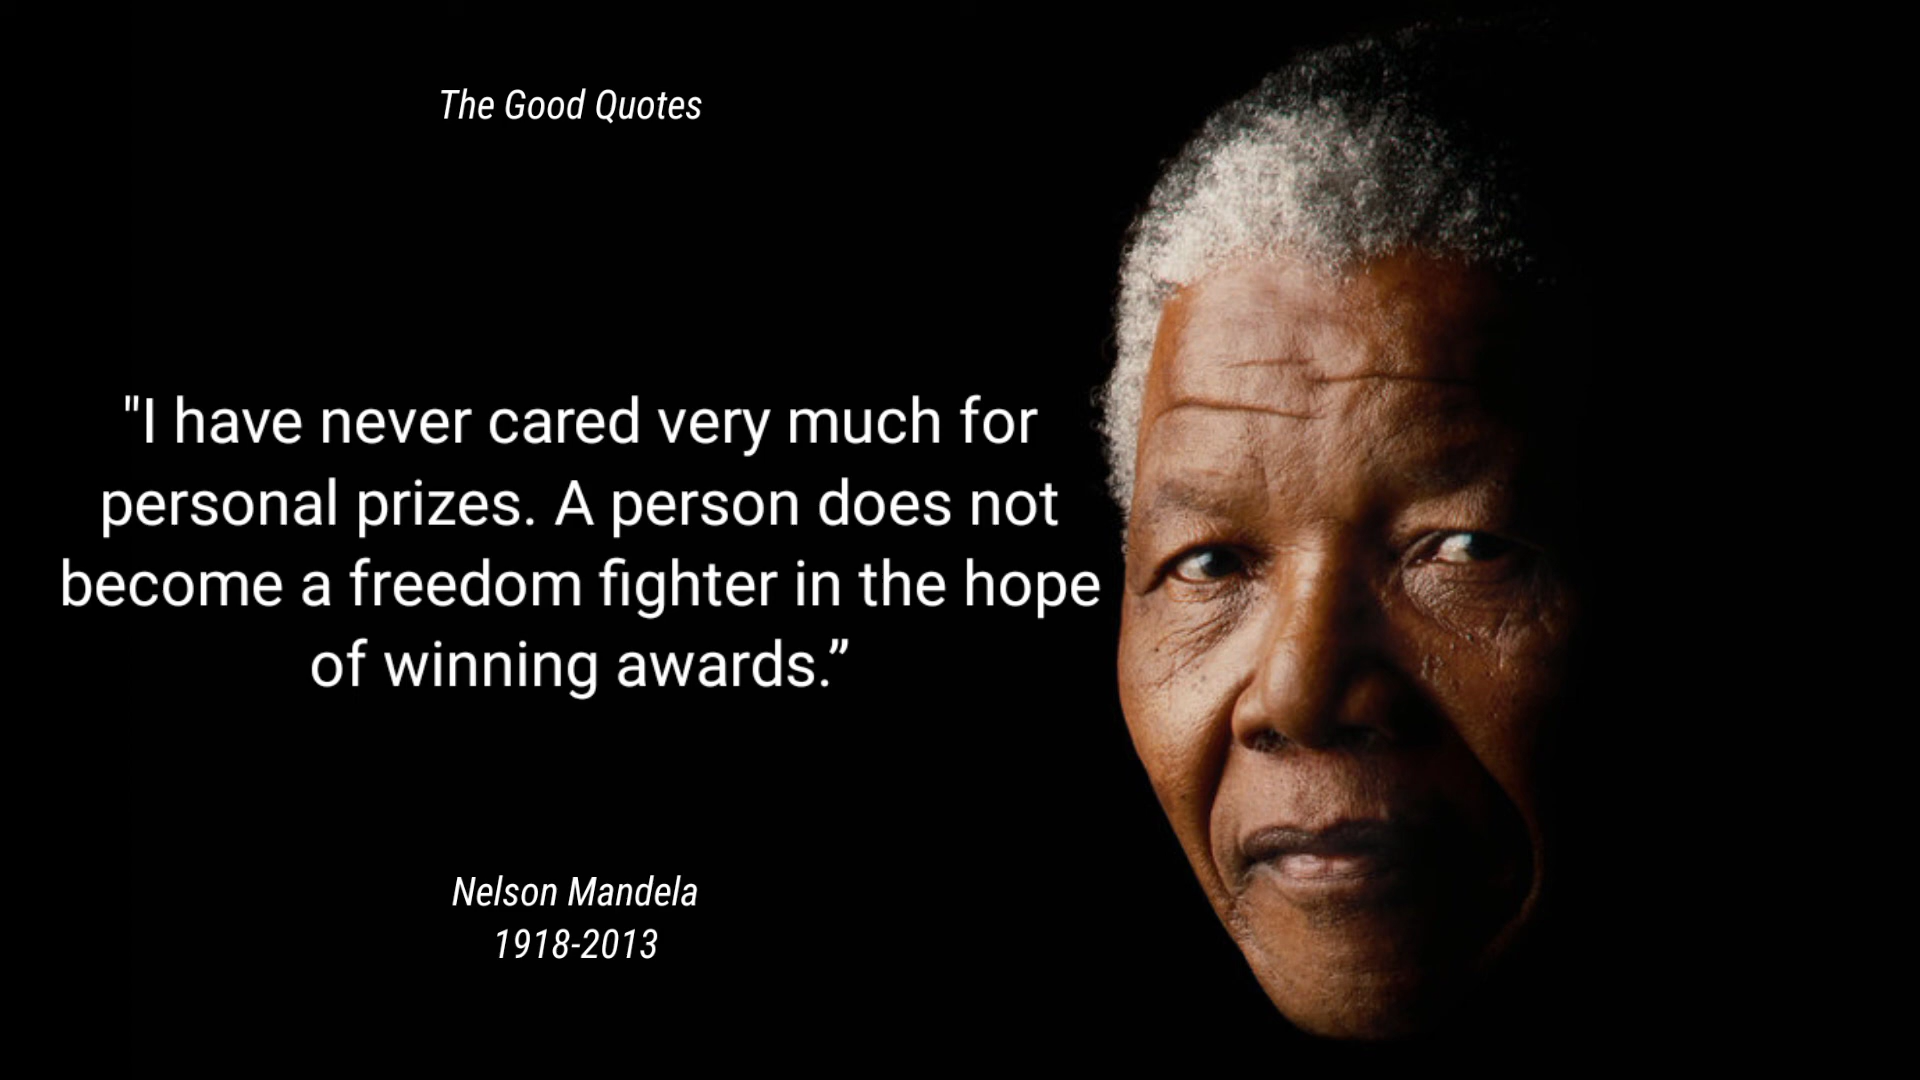 The Good Quotes
"I have never cared very much for
personal prizes. A person does not
become a freedom fighter in the hope
of winning awards.”
Nelson Mandela
1918-2013